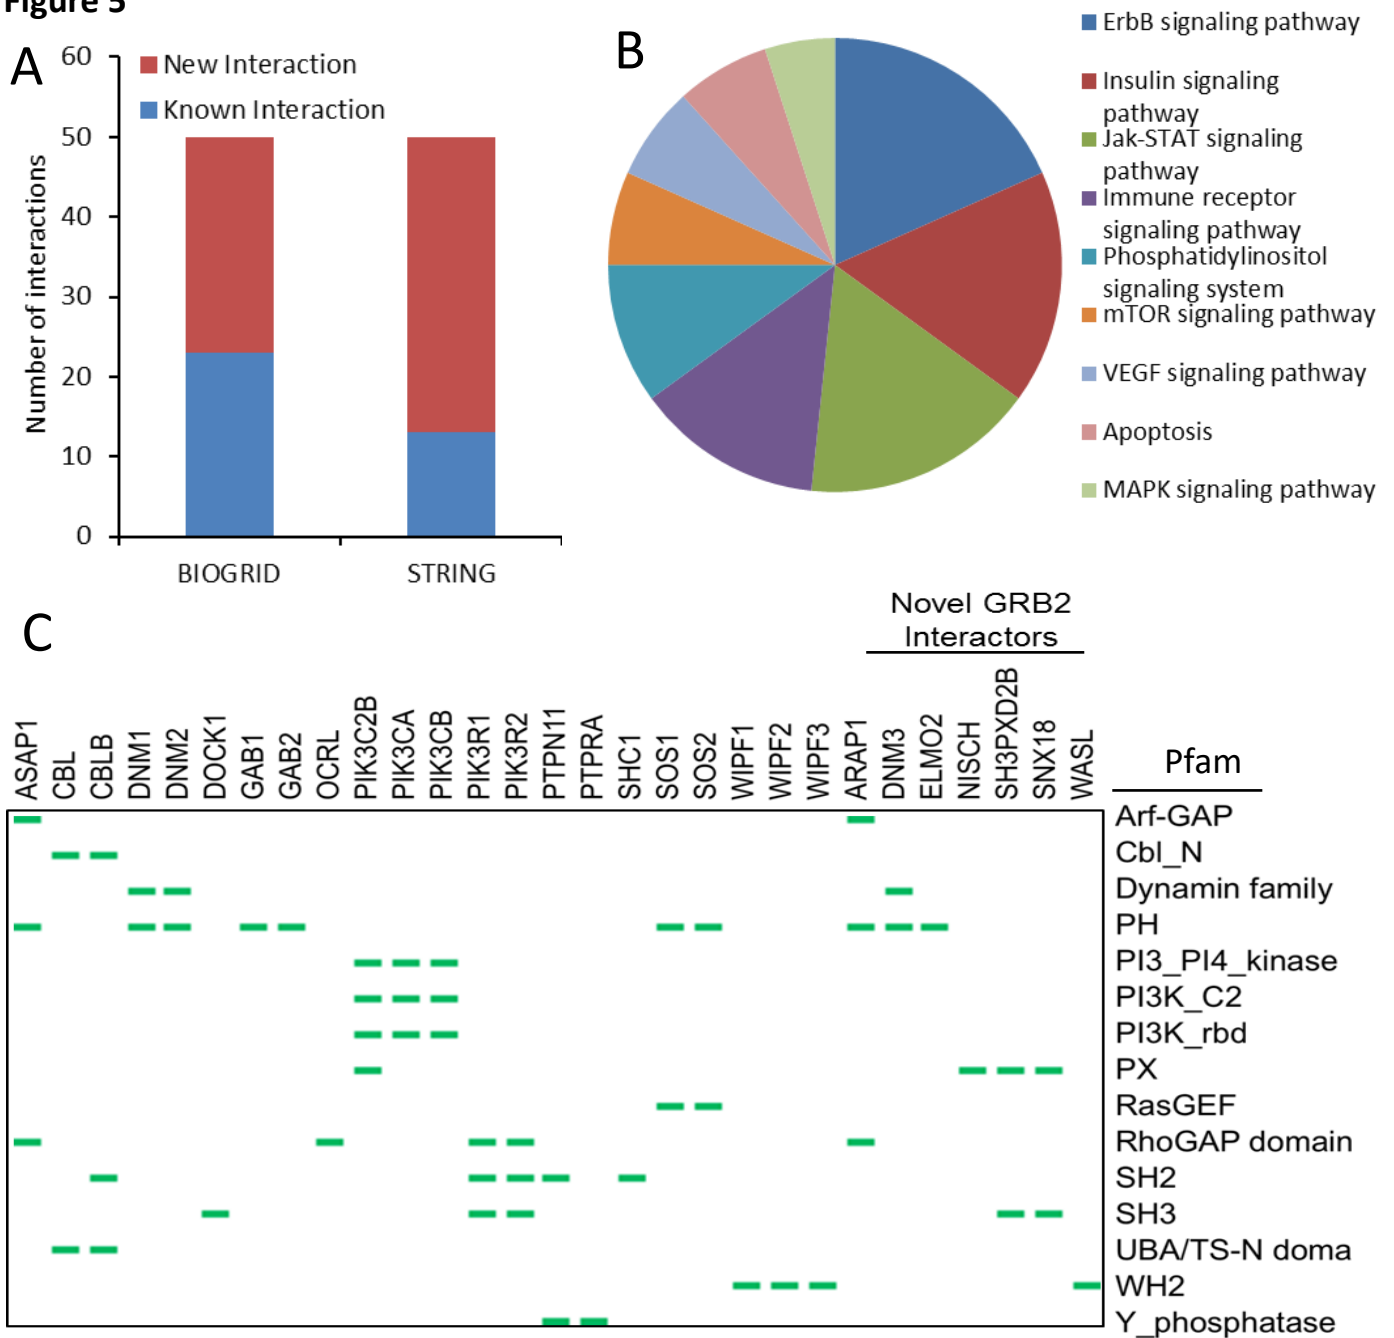 Figure 5
A
60
50
40
30
20
10
0
Number of interactions
New Interaction
Known Interaction
BIOGRID
STRING
B
ErbB signaling pathway
Insulin signaling
pathway
Jak-STAT signaling
pathway
Immune receptor
signaling pathway
Phosphatidylinositol
signaling system
mTOR signaling pathway
VEGF signaling pathway
Apoptosis
MAPK signaling pathway
C
Novel GRB2
Interactors
ASAP1
CBL
CBLB
DNM1
DNM2
DOCK1
GAB1
GAB2
OCRL
PIK3C2B
PIK3CA
PIK3CB
PIK3R1
PIK3R2
PTPN11
PTPRA
SHC1
SOS1
SOS2
WIPF1
WIPF2
WIPF3
ARAP1
DNM3
ELMO2
NISCH
SH3PXD2B
SNX18
WASL
Pfam
Arf-GAP
Cbl_N
Dynamin family
PH
PI3_PI4_kinase
PI3K_C2
PI3K_rbd
PX
RasGEF
RhoGAP domain
SH2
SH3
UBA/TS-N doma
WH2
Y_phosphatase